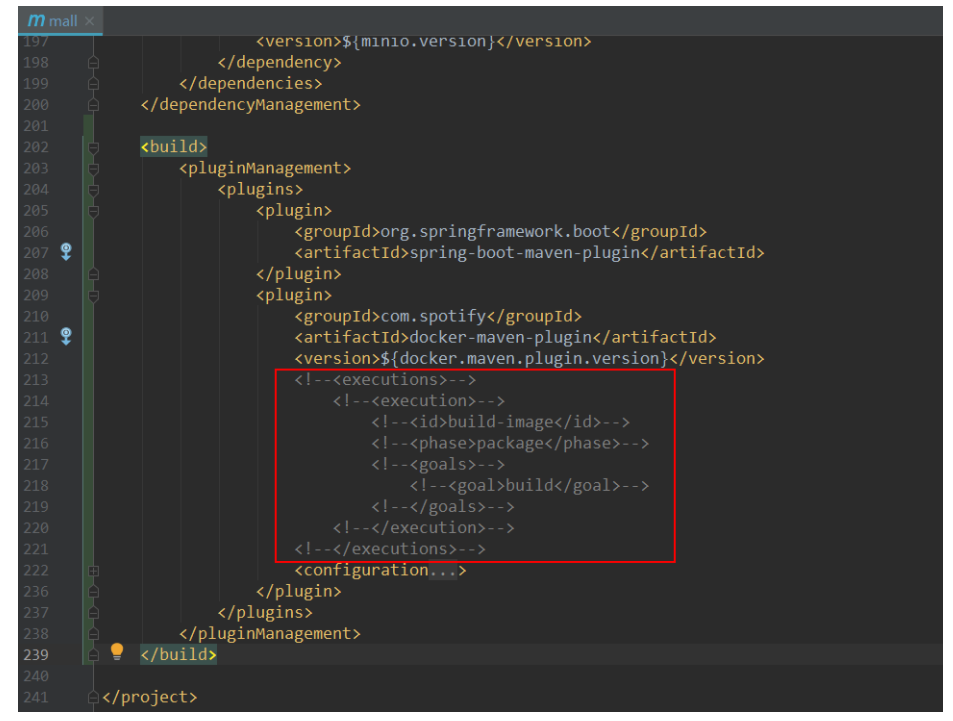 m mall ×
197 <version>${minio.version}</version>
198 </dependency>
199 </dependencies>
200 </dependencyManagement>
201
202 <build>
203 <pluginManagement>
204 <plugins>
205 <plugin>
206 <groupId>org.springframework.boot</groupId>
207 <artifactId>spring-boot-maven-plugin</artifactId>
208 </plugin>
209 <plugin>
210 <groupId>com.spotify</groupId>
211 <artifactId>docker-maven-plugin</artifactId>
212 <version>${docker.maven.plugin.version}</version>
213 <!--<executions>-->
214 <!--<execution>-->
215 <!--<id>build-image</id>-->
216 <!--<phase>package</phase>-->
217 <!--<goals>-->
218 <!--<goal>build</goal>-->
219 <!--</goals>-->
220 <!--</execution>-->
221 <!--</executions>-->
222 <configuration...>
236 </plugin>
237 </plugins>
238 </pluginManagement>
239 </build>
240
241 </project>